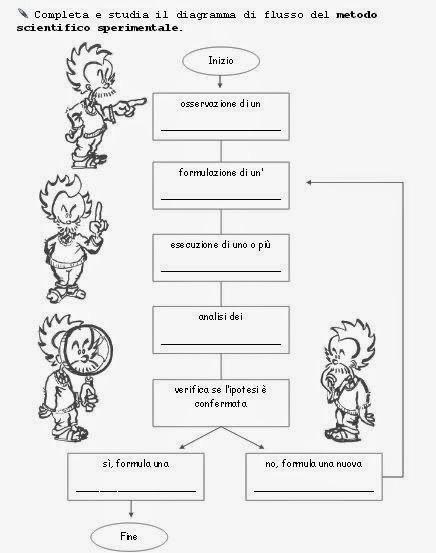 Completa e studia il diagramma di flusso del metodo
scientifico sperimentale.
Inizio
osservazione di un
formulazione di un'
esecuzione di uno o più
analisi dei
verifica se l'ipotesi è
confermata
sì, formula una
no, formula una nuova
Fine